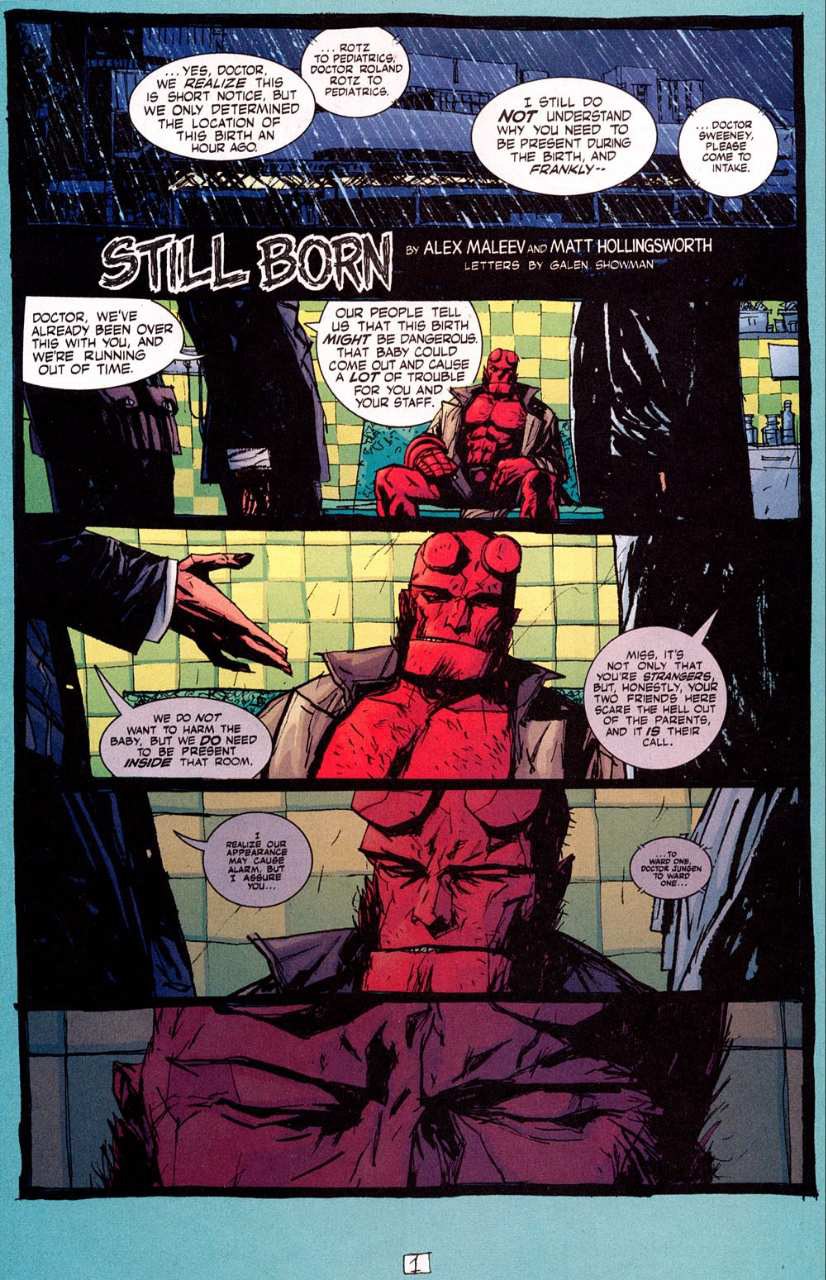 ...YES, DOCTOR,
WE REALIZE THIS
IS SHORT NOTICE, BUT
WE ONLY DETERMINED
THE LOCATION OF
THIS BIRTH AN
HOUR AGO.
...ROTZ
TO PEDIATRICS,
DOCTOR ROLAND
ROTZ TO
PEDIATRICS.
I STILL DO
NOT UNDERSTAND
WHY YOU NEED TO
BE PRESENT DURING
THE BIRTH, AND
FRANKLY--
...DOCTOR
SWEENEY,
PLEASE
COME TO
INTAKE.
STILL BORN
BY ALEX MALEEV AND MATT HOLLINGSWORTH
LETTERS BY GALEN SHOWMAN
DOCTOR, WE'VE
ALREADY BEEN OVER
THIS WITH YOU, AND
WE'RE RUNNING
OUT OF TIME.
OUR PEOPLE TELL
US THAT THIS BIRTH
MIGHT BE DANGEROUS.
THAT BABY COULD
COME OUT AND CAUSE
A LOT OF TROUBLE
FOR YOU AND
YOUR STAFF.
WE DO NOT
WANT TO HARM THE
BABY, BUT WE DO NEED
TO BE PRESENT
INSIDE THAT ROOM.
MISS, IT'S
NOT ONLY THAT
YOU'RE STRANGERS,
BUT, HONESTLY, YOUR
TWO FRIENDS HERE
SCARE THE HELL OUT
OF THE PARENTS,
AND IT IS THEIR
CALL.
I
REALIZE OUR
APPEARANCE
MAY CAUSE
ALARM, BUT
I ASSURE
YOU...
...TO
WARD ONE,
DOCTOR JUNGEN
TO WARD
ONE...
1